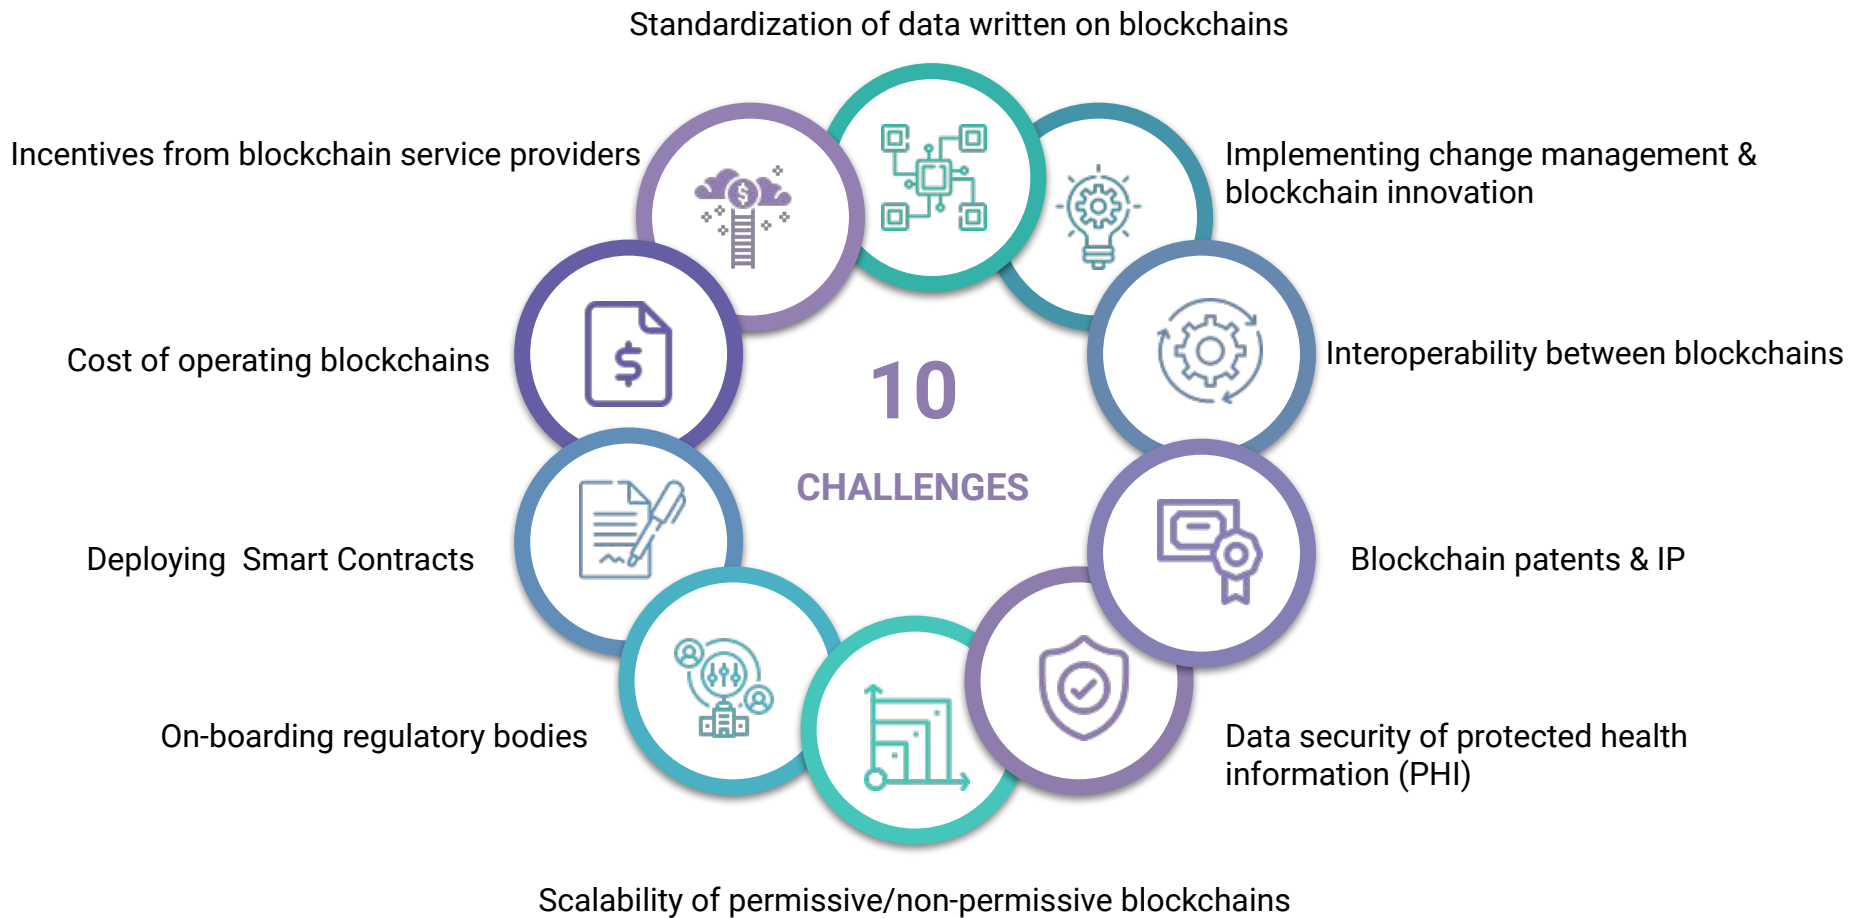 Standardization of data written on blockchains
Incentives from blockchain service providers
Implementing change management &
blockchain innovation
Cost of operating blockchains
Interoperability between blockchains
10
CHALLENGES
Deploying  Smart Contracts
Blockchain patents & IP
On-boarding regulatory bodies
Data security of protected health
information (PHI)
Scalability of permissive/non-permissive blockchains